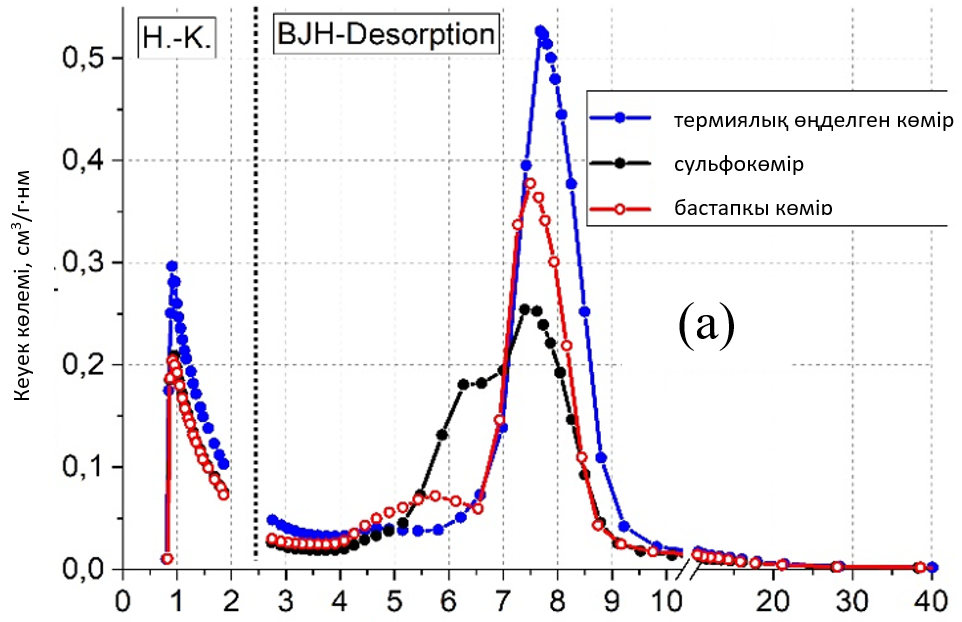 Н.-К.
BJH-Desorption
0,5
0,4
0,3
0,2
0,1
0,0
Кеуек көлемі, см³/г·нм
термиялық өңделген көмір
сульфокөмір
бастапқы көмір
(а)
0 1 2 3 4 5 6 7 8 9 10 20 30 40